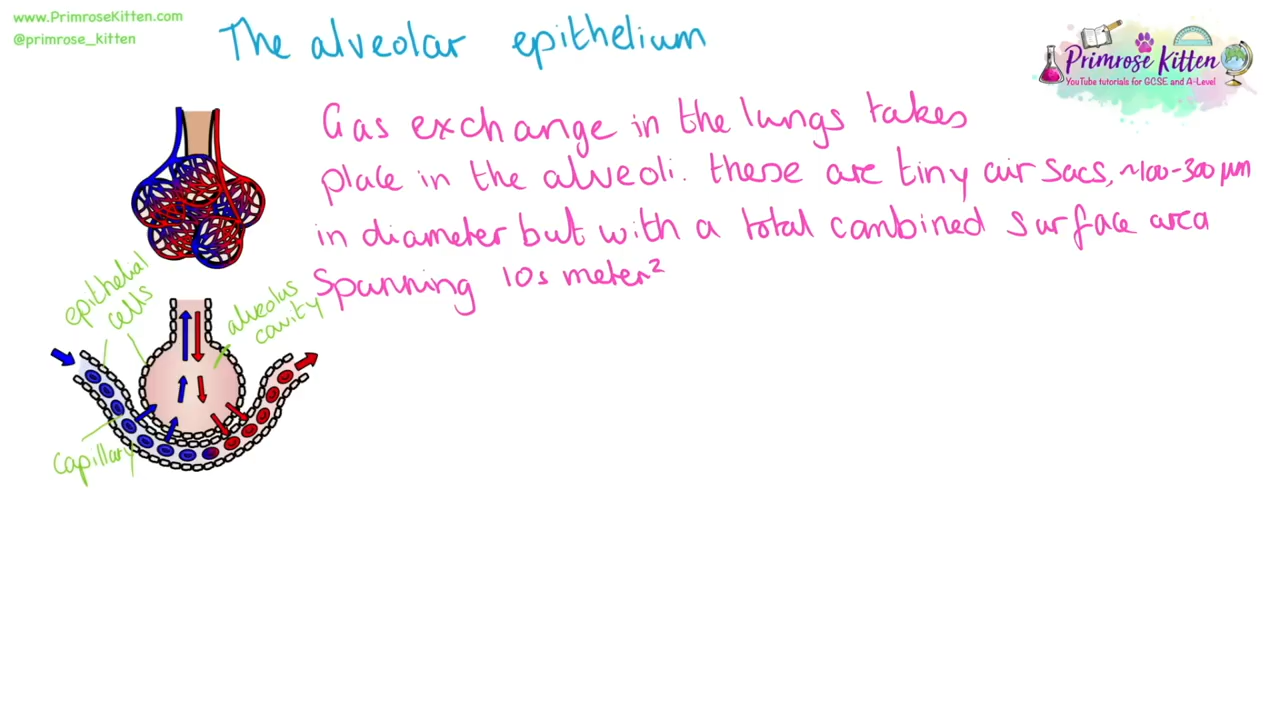 www.PrimroseKitten.com
@primrose_kitten
The alveolar epithelium
Primrose Kitten
YouTube tutorials for GCSE and A-Level
Gas exchange in the lungs takes
place in the alveoli. these are tiny air sacs, ~100-300 µm
in diameter but with a total combined surface area
spanning 10s meter²
epithelial
cells
alveolus
cavity
capillary